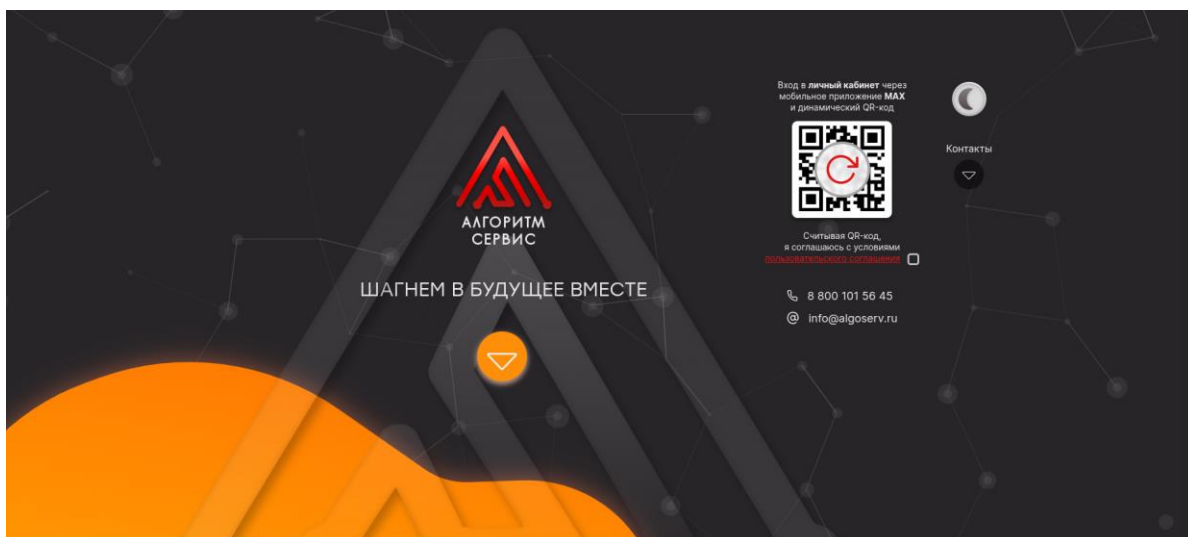 АЛГОРИТМ
СЕРВИС
ШАГНЕМ В БУДУЩЕЕ ВМЕСТЕ
Вход в личный кабинет через
мобильное приложение MAX
и динамический QR-код
Считывая QR-код,
я соглашаюсь с условиями
пользовательского соглашения
8 800 101 56 45
@ info@algoserv.ru
Контакты